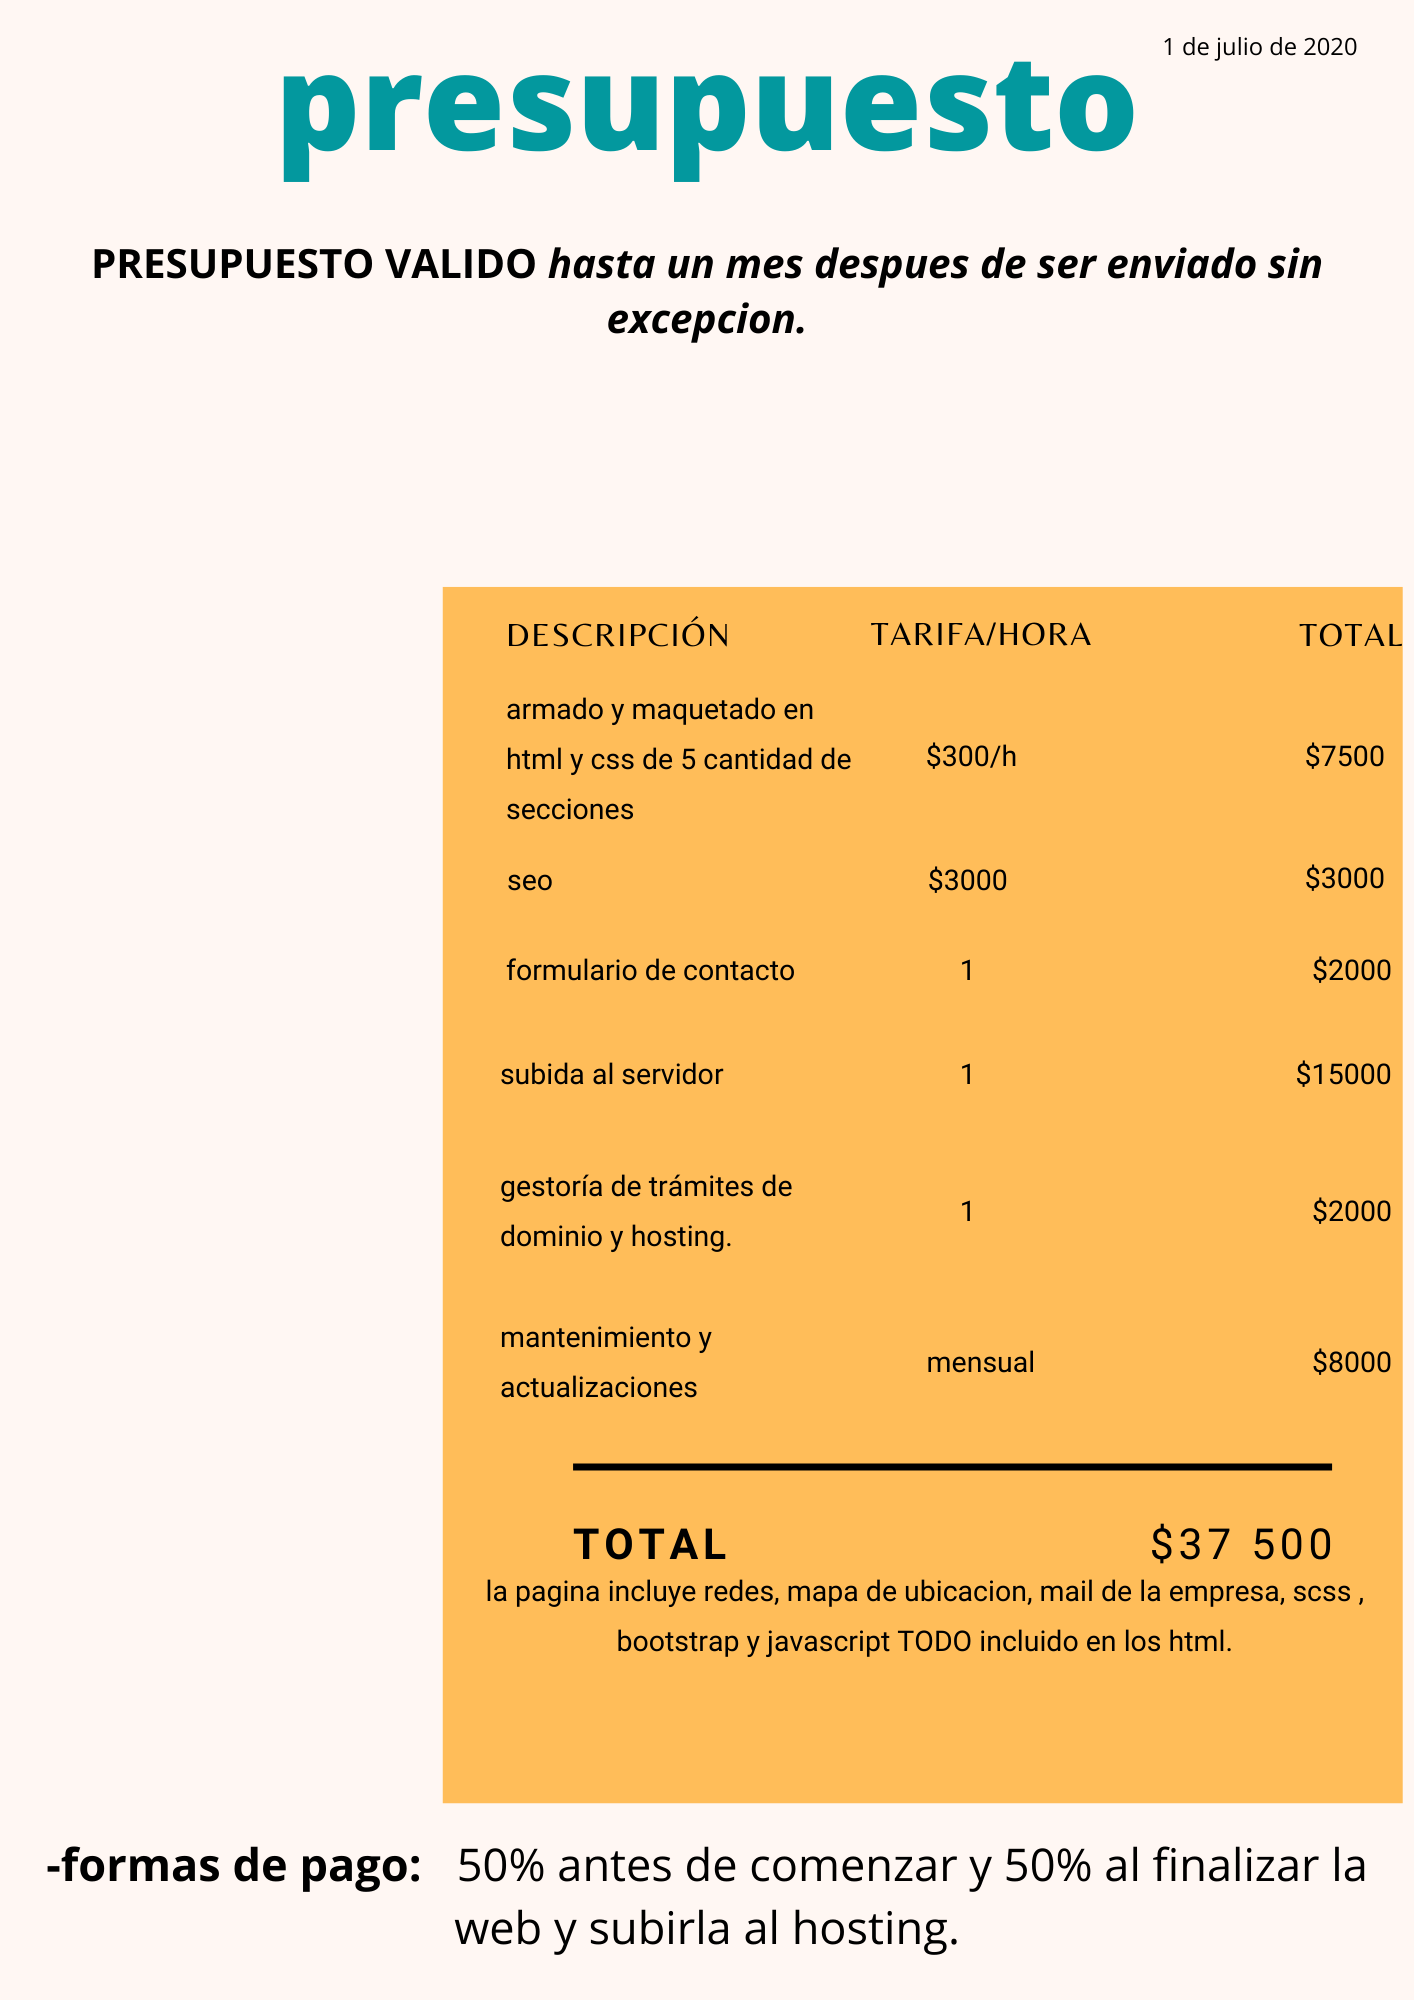 1 de julio de 2020
presupuesto
PRESUPUESTO VALIDO hasta un mes despues de ser enviado sin
excepcion.
DESCRIPCIÓN TARIFA/HORA TOTAL
armado y maquetado en
html y css de 5 cantidad de
secciones
$300/h $7500
seo $3000 $3000
formulario de contacto 1 $2000
subida al servidor 1 $15000
gestoría de trámites de
dominio y hosting.
1 $2000
mantenimiento y
actualizaciones
mensual $8000
TOTAL $37 500
la pagina incluye redes, mapa de ubicacion, mail de la empresa, scss ,
bootstrap y javascript TODO incluido en los html.
-formas de pago: 50% antes de comenzar y 50% al finalizar la
web y subirla al hosting.